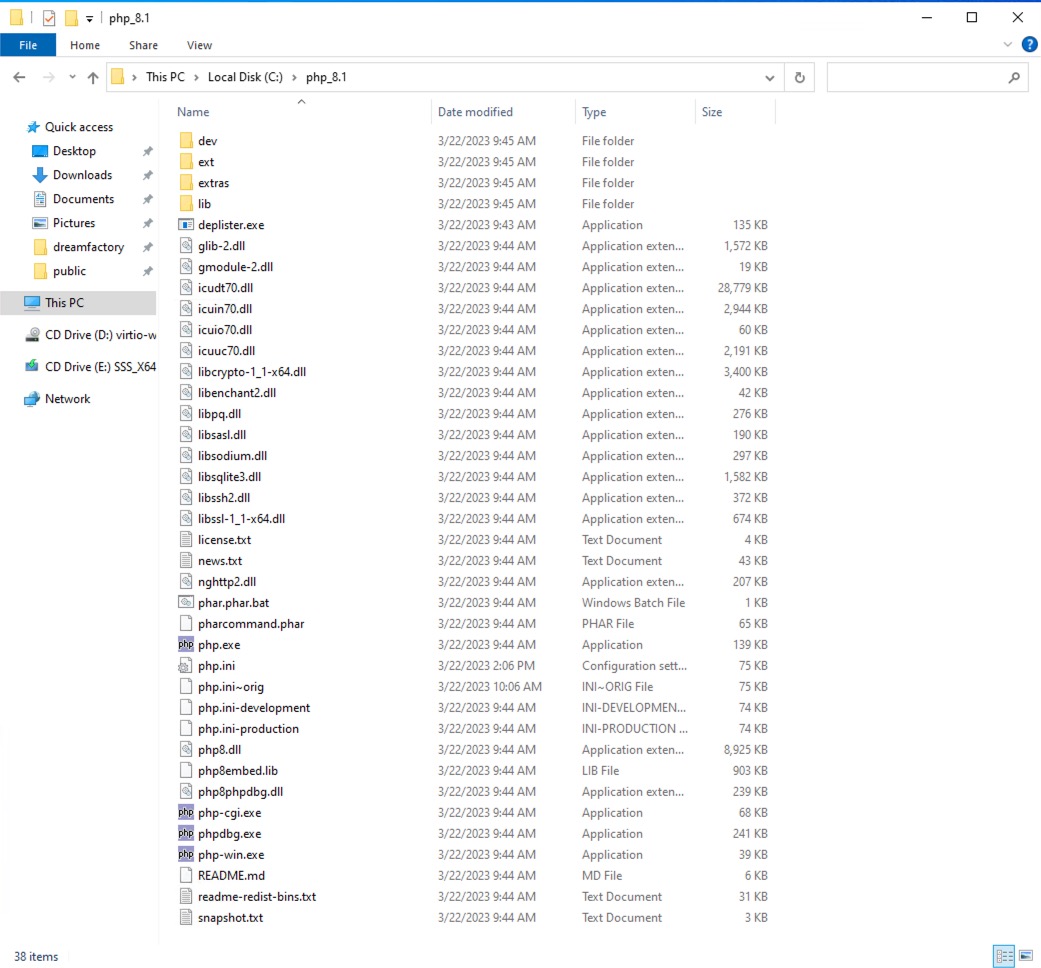 php_8.1
File Home Share View
This PC Local Disk (C:) php_8.1
Name Date modified Type Size
Quick access
Desktop
Downloads
Documents
Pictures
dreamfactory
public
This PC
CD Drive (D:) virtio-w
CD Drive (E:) SSS_X64
Network
dev 3/22/2023 9:45 AM File folder
ext 3/22/2023 9:45 AM File folder
extras 3/22/2023 9:45 AM File folder
lib 3/22/2023 9:45 AM File folder
deplister.exe 3/22/2023 9:43 AM Application 135 KB
glib-2.dll 3/22/2023 9:44 AM Application exten... 1,572 KB
gmodule-2.dll 3/22/2023 9:44 AM Application exten... 19 KB
icudt70.dll 3/22/2023 9:44 AM Application exten... 28,779 KB
icuin70.dll 3/22/2023 9:44 AM Application exten... 2,944 KB
icuio70.dll 3/22/2023 9:44 AM Application exten... 60 KB
icuuc70.dll 3/22/2023 9:44 AM Application exten... 2,191 KB
libcrypto-1_1-x64.dll 3/22/2023 9:44 AM Application exten... 3,400 KB
libenchant2.dll 3/22/2023 9:44 AM Application exten... 42 KB
libpq.dll 3/22/2023 9:44 AM Application exten... 276 KB
libsasl.dll 3/22/2023 9:44 AM Application exten... 190 KB
libsodium.dll 3/22/2023 9:44 AM Application exten... 297 KB
libsqlite3.dll 3/22/2023 9:44 AM Application exten... 1,582 KB
libssh2.dll 3/22/2023 9:44 AM Application exten... 372 KB
libssl-1_1-x64.dll 3/22/2023 9:44 AM Application exten... 674 KB
license.txt 3/22/2023 9:44 AM Text Document 4 KB
news.txt 3/22/2023 9:44 AM Text Document 43 KB
nghttp2.dll 3/22/2023 9:44 AM Application exten... 207 KB
phar.phar.bat 3/22/2023 9:44 AM Windows Batch File 1 KB
pharcommand.phar 3/22/2023 9:44 AM PHAR File 65 KB
php php.exe 3/22/2023 9:44 AM Application 139 KB
php.ini 3/22/2023 2:06 PM Configuration sett... 75 KB
php.ini~orig 3/22/2023 10:06 AM INI~ORIG File 75 KB
php.ini-development 3/22/2023 9:44 AM INI-DEVELOPMEN... 74 KB
php.ini-production 3/22/2023 9:44 AM INI-PRODUCTION ... 74 KB
php8.dll 3/22/2023 9:44 AM Application exten... 8,925 KB
php8embed.lib 3/22/2023 9:44 AM LIB File 903 KB
php8phpdbg.dll 3/22/2023 9:44 AM Application exten... 239 KB
php php-cgi.exe 3/22/2023 9:44 AM Application 68 KB
php phpdbg.exe 3/22/2023 9:44 AM Application 241 KB
php php-win.exe 3/22/2023 9:44 AM Application 39 KB
README.md 3/22/2023 9:44 AM MD File 6 KB
readme-redist-bins.txt 3/22/2023 9:44 AM Text Document 31 KB
snapshot.txt 3/22/2023 9:44 AM Text Document 3 KB
38 items